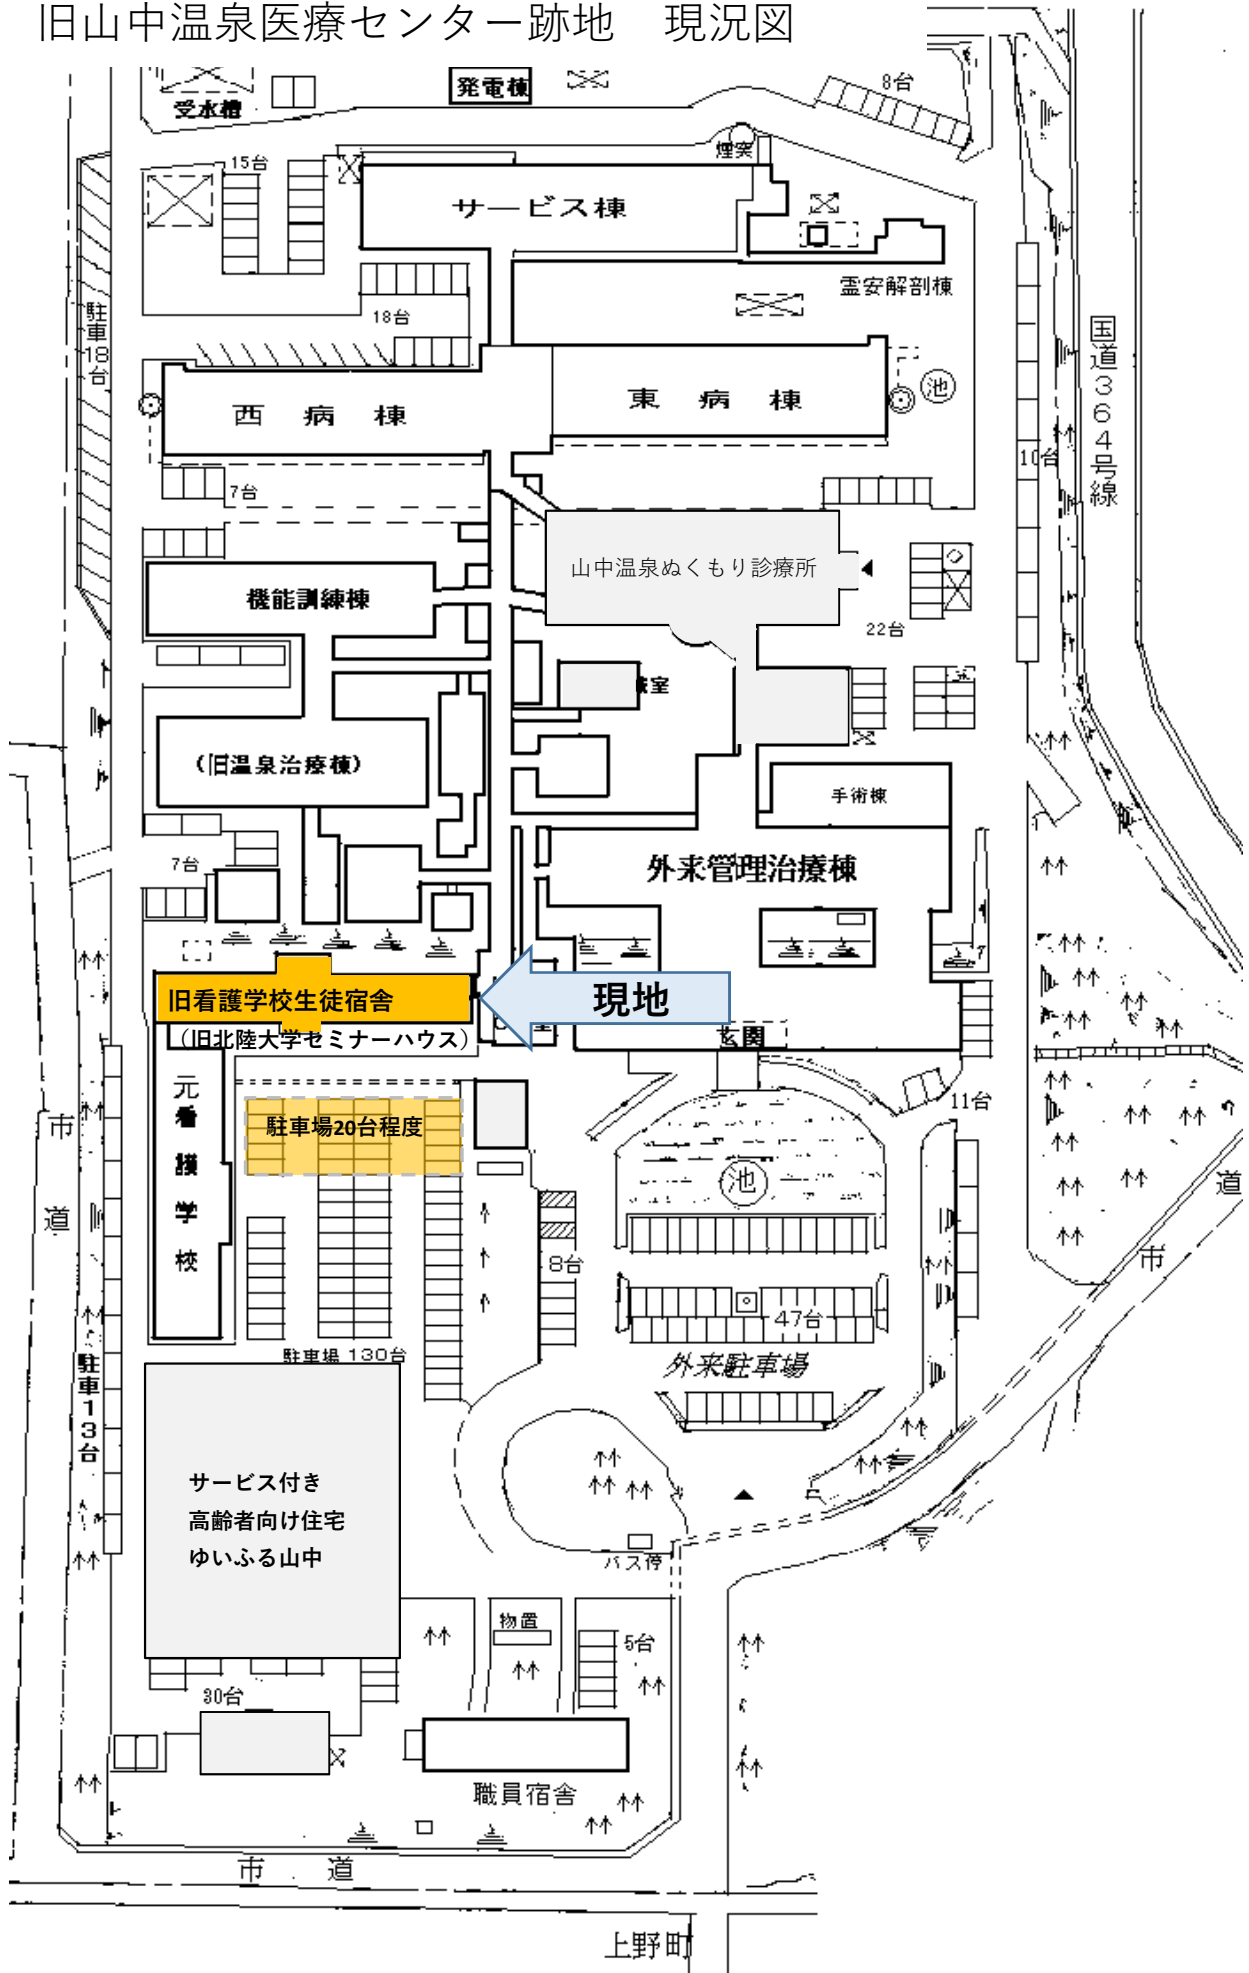 旧山中温泉医療センター跡地　現況図
発電棟
8台
受水槽
煙突
15台
サービス棟
霊安解剖棟
18台
駐車18台
国道364号線
西病棟
東病棟
池
10台
7台
山中温泉ぬくもり診療所
機能訓練棟
22台
室
(旧温泉治療棟)
手術棟
7台
外来管理治療棟
旧看護学校生徒宿舎
現地
(旧北陸大学セミナーハウス)
室
玄関
元看護学校
11台
駐車場20台程度
市道
池
市道
8台
47台
駐車場 130台
外来駐車場
駐車13台
サービス付き
高齢者向け住宅
ゆいふる山中
バス停
物置
5台
30台
職員宿舎
市道
上野町